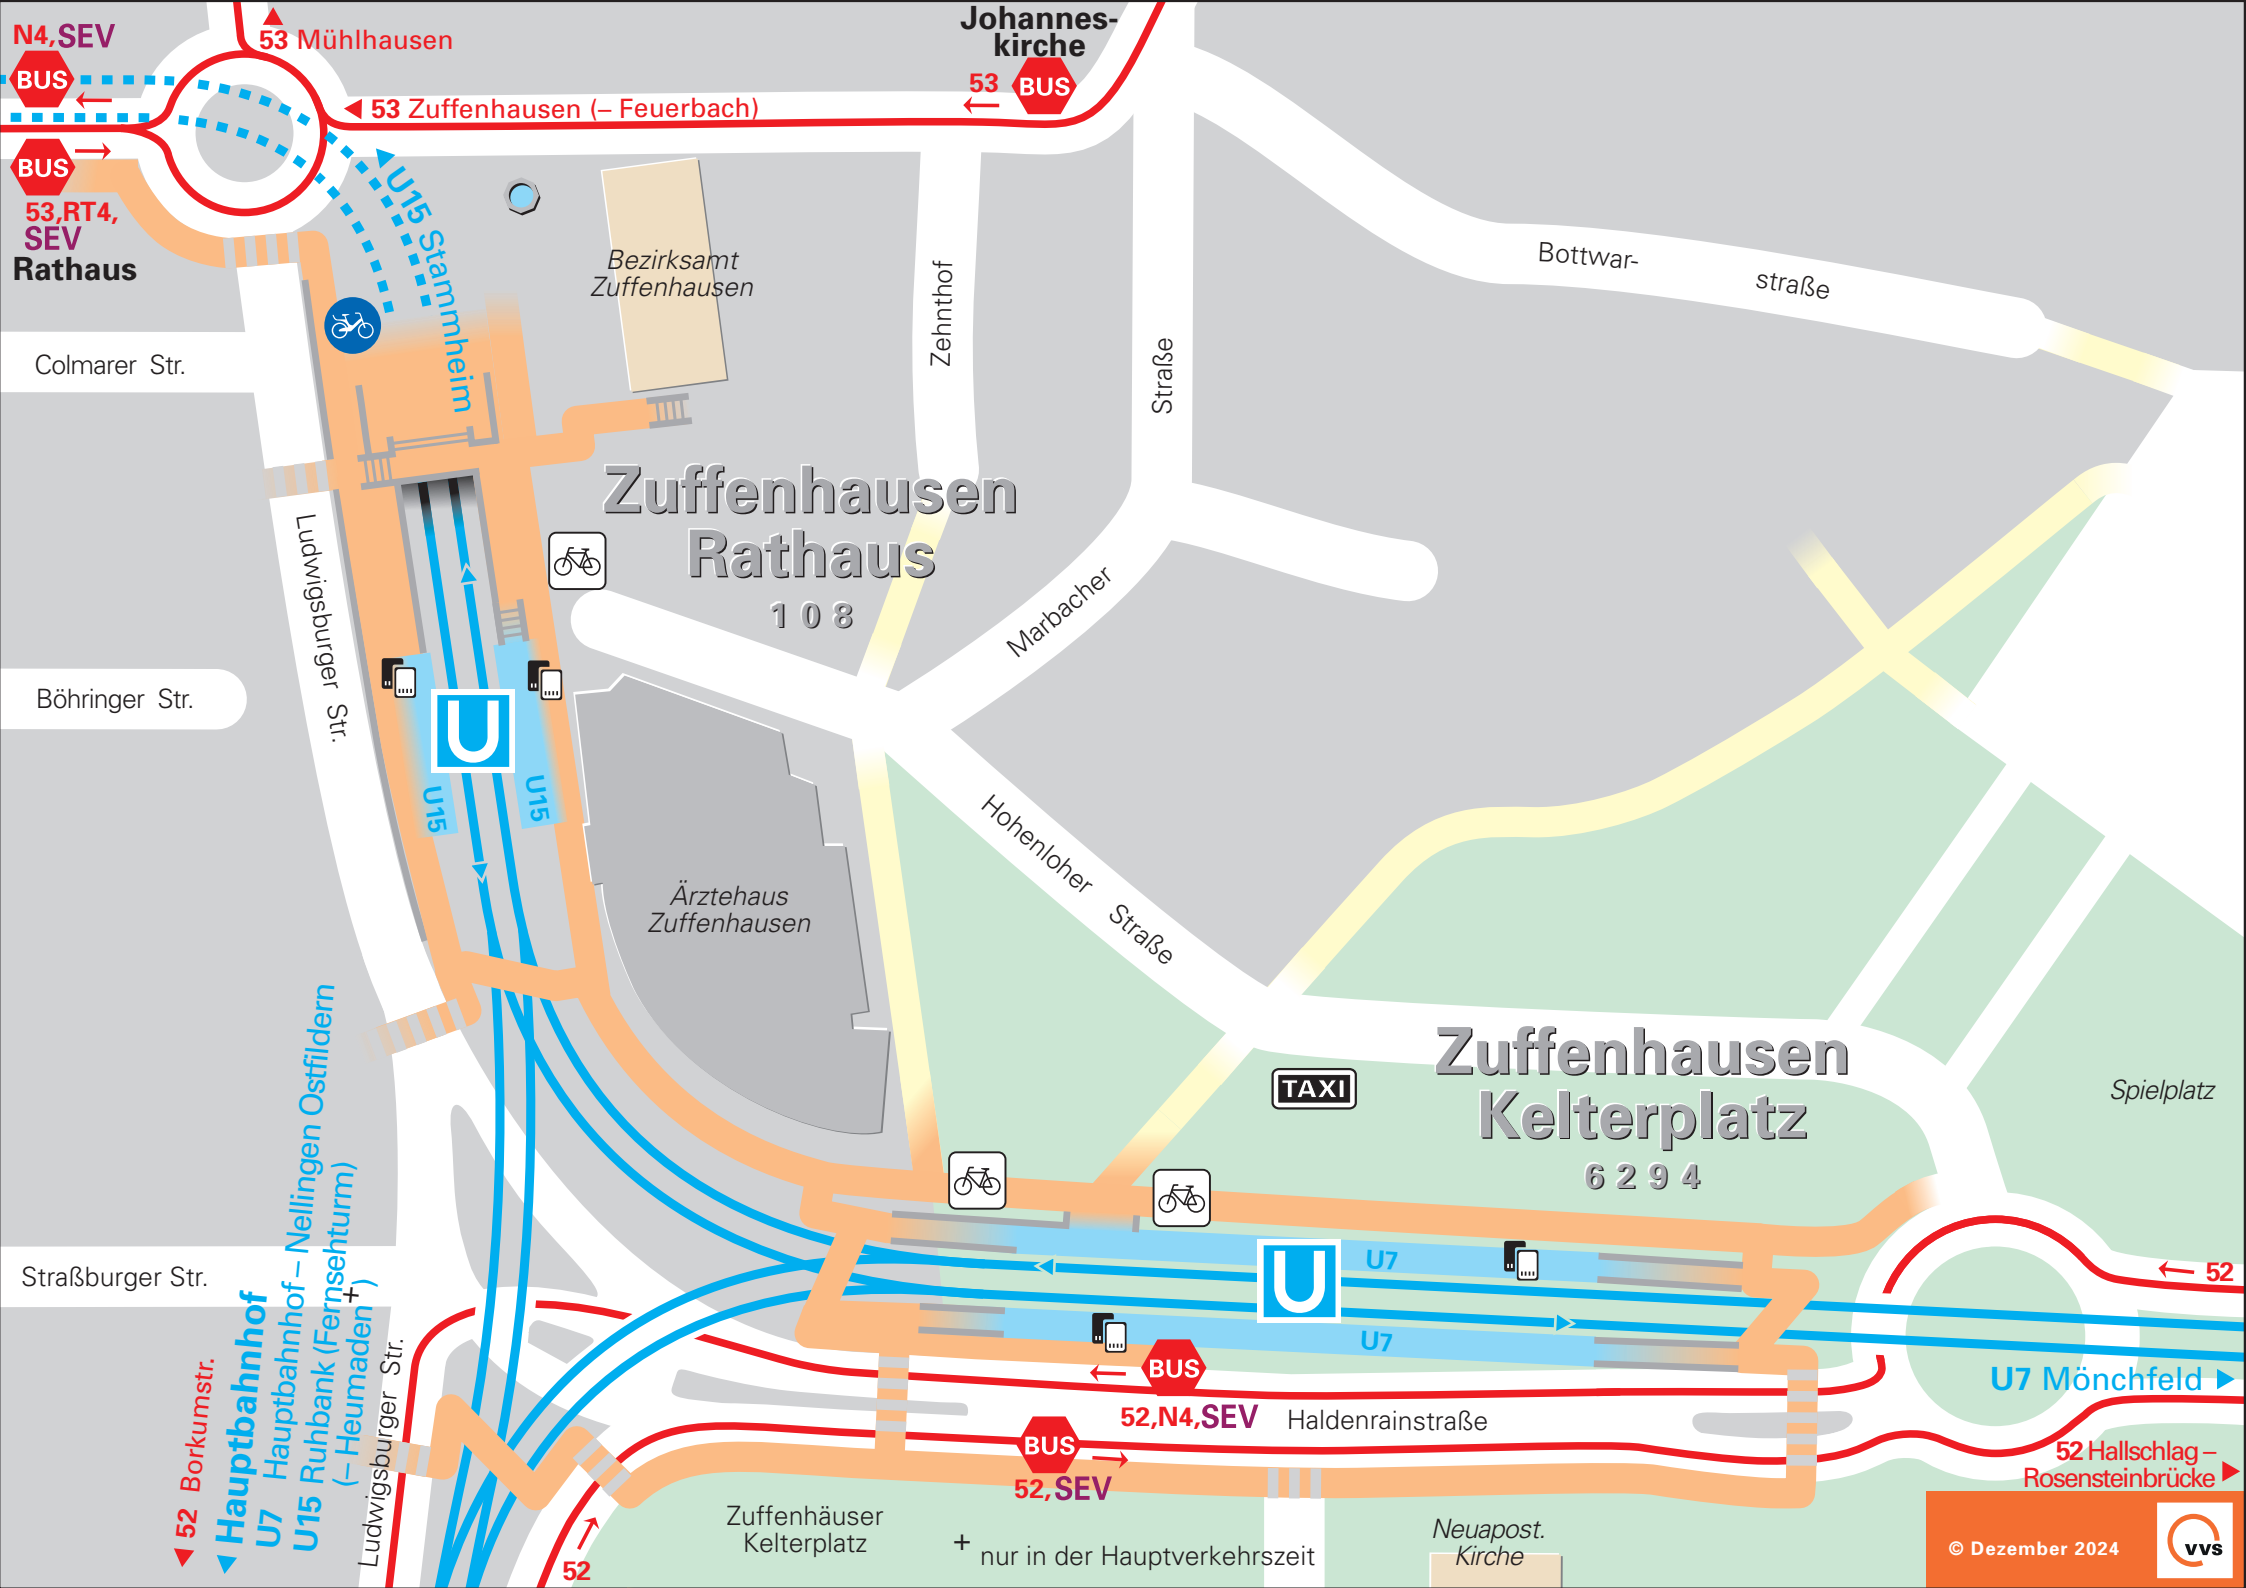 N4,SEV
BUS
53 Mühlhausen
Johannes-
kirche
53
BUS
53 Zuffenhausen (– Feuerbach)
BUS
53,RT4,
SEV
Rathaus
U15 Stammheim
Bezirksamt
Zuffenhausen
Zehnthof
Straße
Bottwar-
straße
Colmarer Str.
Zuffenhausen
Rathaus
108
Ludwigsburger Str.
Marbacher
Böhringer Str.
U
U15
U15
Hohenloher Straße
Ärztehaus
Zuffenhausen
Zuffenhausen
Kelterplatz
6294
TAXI
Spielplatz
Straßburger Str.
U7
U
U7
52
BUS
52,N4,SEV
Haldenrainstraße
BUS
52,SEV
U7 Mönchfeld
52 Hallschlag –
Rosensteinbrücke
52 Borkumstr.
Hauptbahnhof
U7 Hauptbahnhof – Nellingen Ostfildern
U15 Ruhbank (Fernsehturm)
(– Heumaden+)
Ludwigsburger Str.
52
Zuffenhäuser
Kelterplatz
+ nur in der Hauptverkehrszeit
Neuapost.
Kirche
© Dezember 2024
vvs